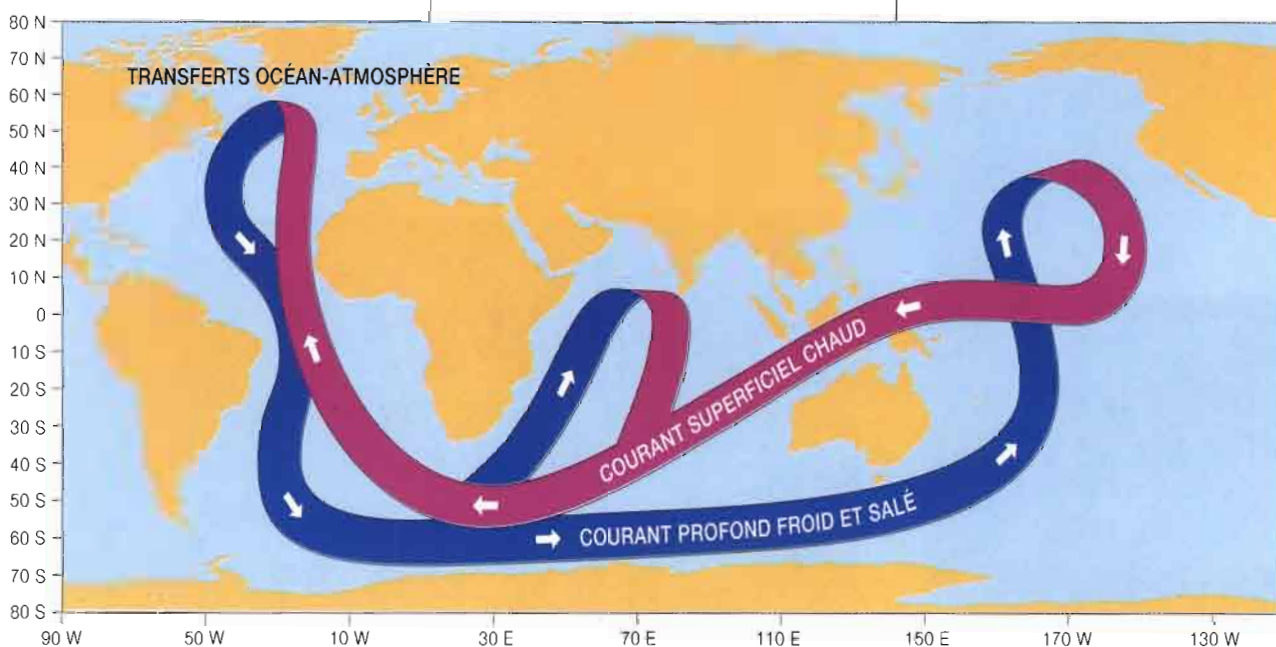 80 N
70 N
60 N
50 N
40 N
30 N
20 N
10 N
0
10 S
20 S
30 S
40 S
50 S
60 S
70 S
80 S
TRANSFERTS OCÉAN-ATMOSPHÈRE
COURANT SUPERFICIEL CHAUD
COURANT PROFOND FROID ET SALÉ
90 W 50 W 10 W 30 E 70 E 110 E 150 E 170 W 130 W